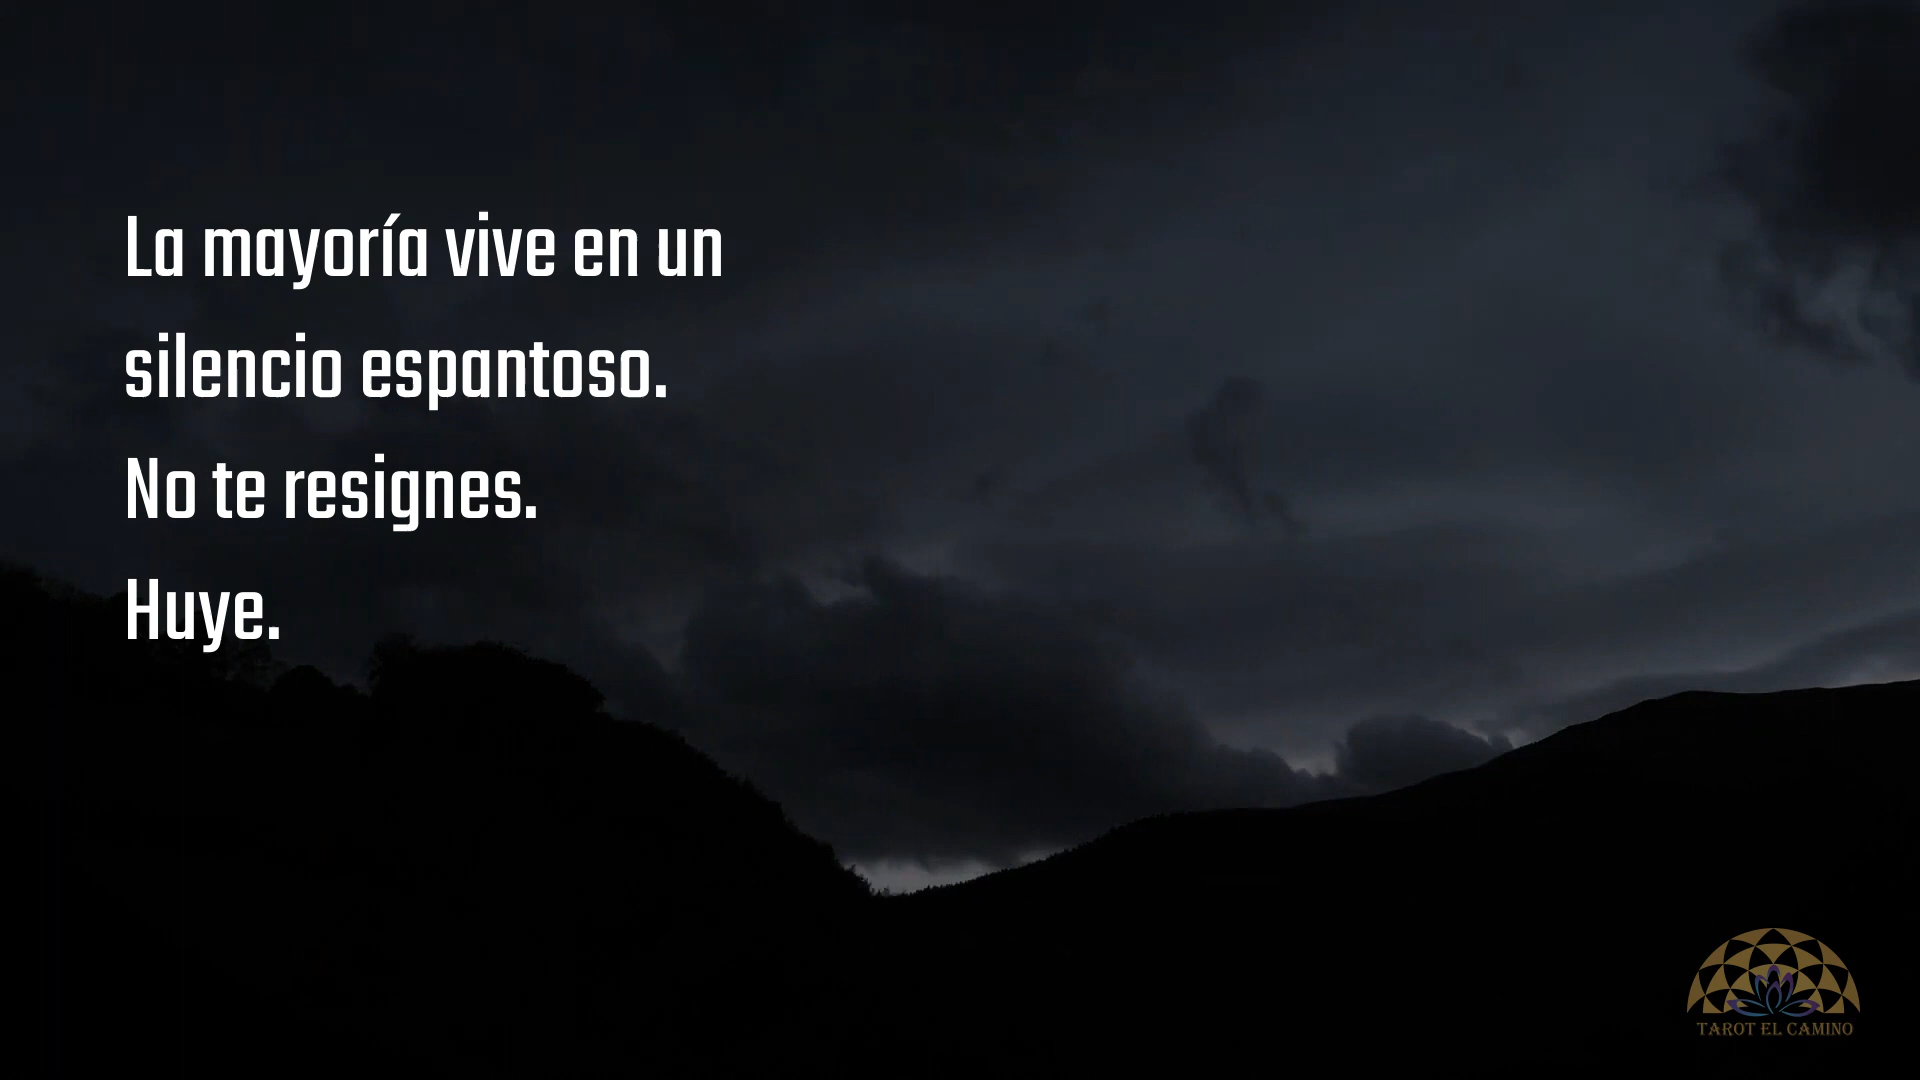 La mayoría vive en un
silencio espantoso.
No te resignes.
Huye.
TAROT EL CAMINO